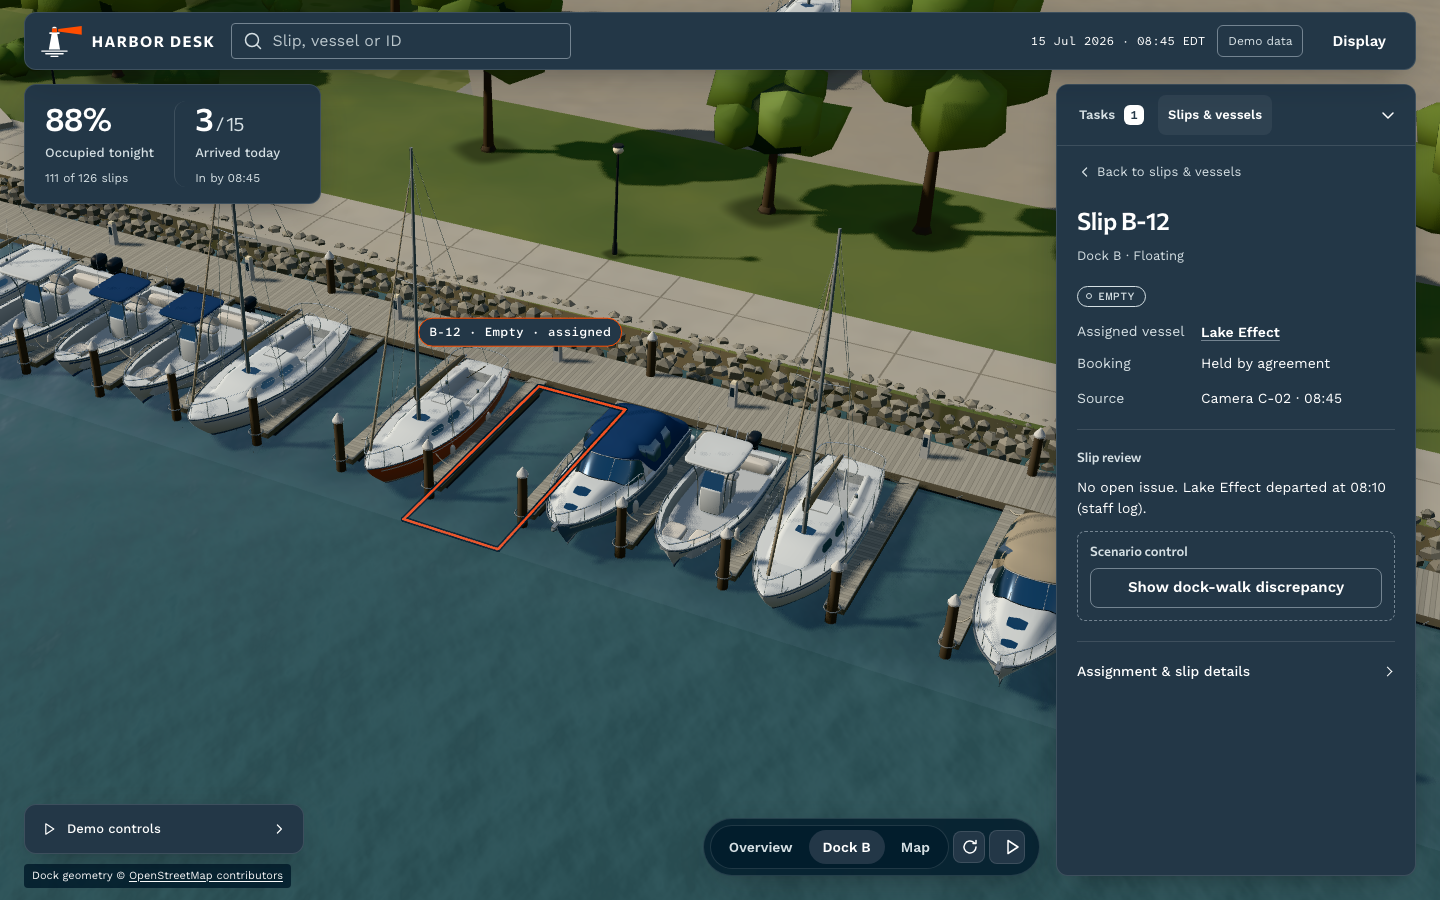 HARBOR DESK
Slip, vessel or ID
15 Jul 2026 · 08:45 EDT
Demo data
Display
88%
Occupied tonight
111 of 126 slips
3/15
Arrived today
In by 08:45
B-12 · Empty · assigned
Tasks 1
Slips & vessels
Back to slips & vessels
Slip B-12
Dock B · Floating
EMPTY
Assigned vessel Lake Effect
Booking Held by agreement
Source Camera C-02 · 08:45
Slip review
No open issue. Lake Effect departed at 08:10
(staff log).
Scenario control
Show dock-walk discrepancy
Assignment & slip details
Demo controls
Dock geometry © OpenStreetMap contributors
Overview
Dock B
Map